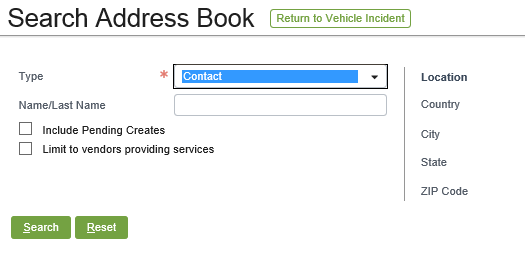 Search Address Book Return to Vehicle Incident
Type * Contact Location
Name/Last Name Country
Include Pending Creates City
Limit to vendors providing services State
ZIP Code
Search Reset